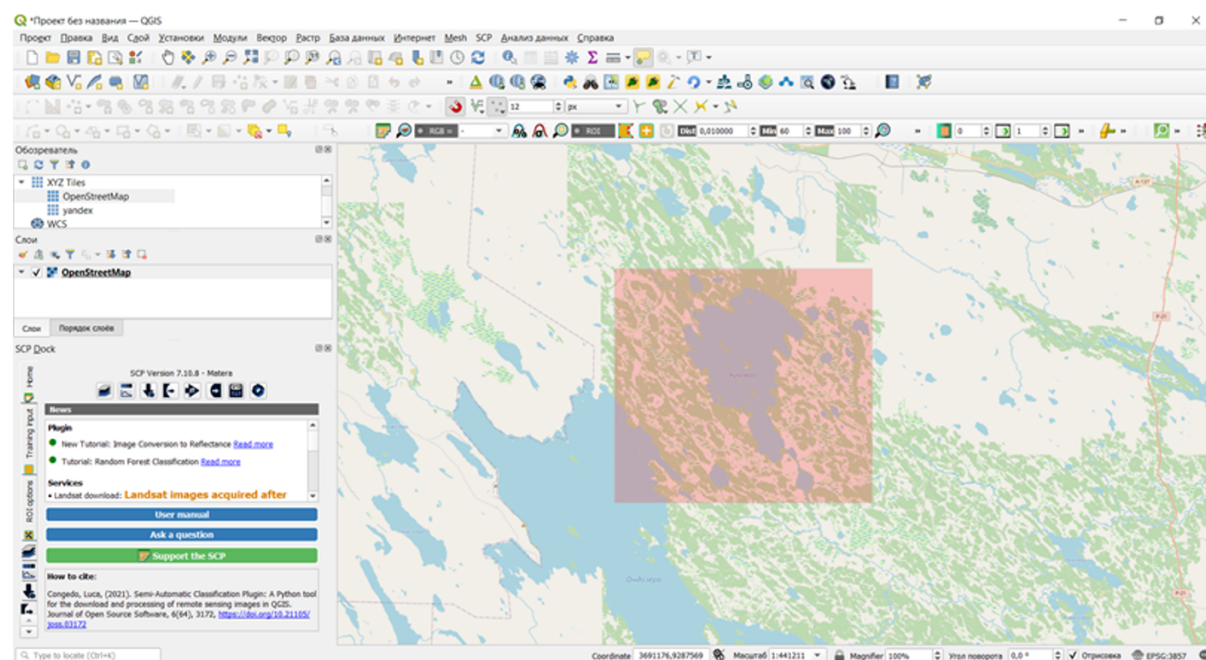 *Проект без названия — QGIS
Проект Правка Вид Слой Установки Модули Вектор Растр База данных Интернет Mesh SCP Анализ данных Справка
12 px
RGB = - ROI Dist 0,010000 Min 60 Max 100 0 1
Обозреватель
XYZ Tiles
OpenStreetMap
yandex
WCS
Слои
OpenStreetMap
Слои Порядок слоёв
SCP Dock
SCP Version 7.10.8 - Matera
Home
Training input
ROI options
News
Plugin
New Tutorial: Image Conversion to Reflectance Read more
Tutorial: Random Forest Classification Read more
Services
• Landsat download: Landsat images acquired after
User manual
Ask a question
Support the SCP
How to cite:
Congedo, Luca, (2021). Semi-Automatic Classification Plugin: A Python tool
for the download and processing of remote sensing images in QGIS.
Journal of Open Source Software, 6(64), 3172, https://doi.org/10.21105/
joss.03172
A-137
P-21
P-21
Type to locate (Ctrl+K)
Coordinate 3691176,9287569 Масштаб 1:441211 Magnifier 100% Угол поворота 0,0 ° Отрисовка EPSG:3857